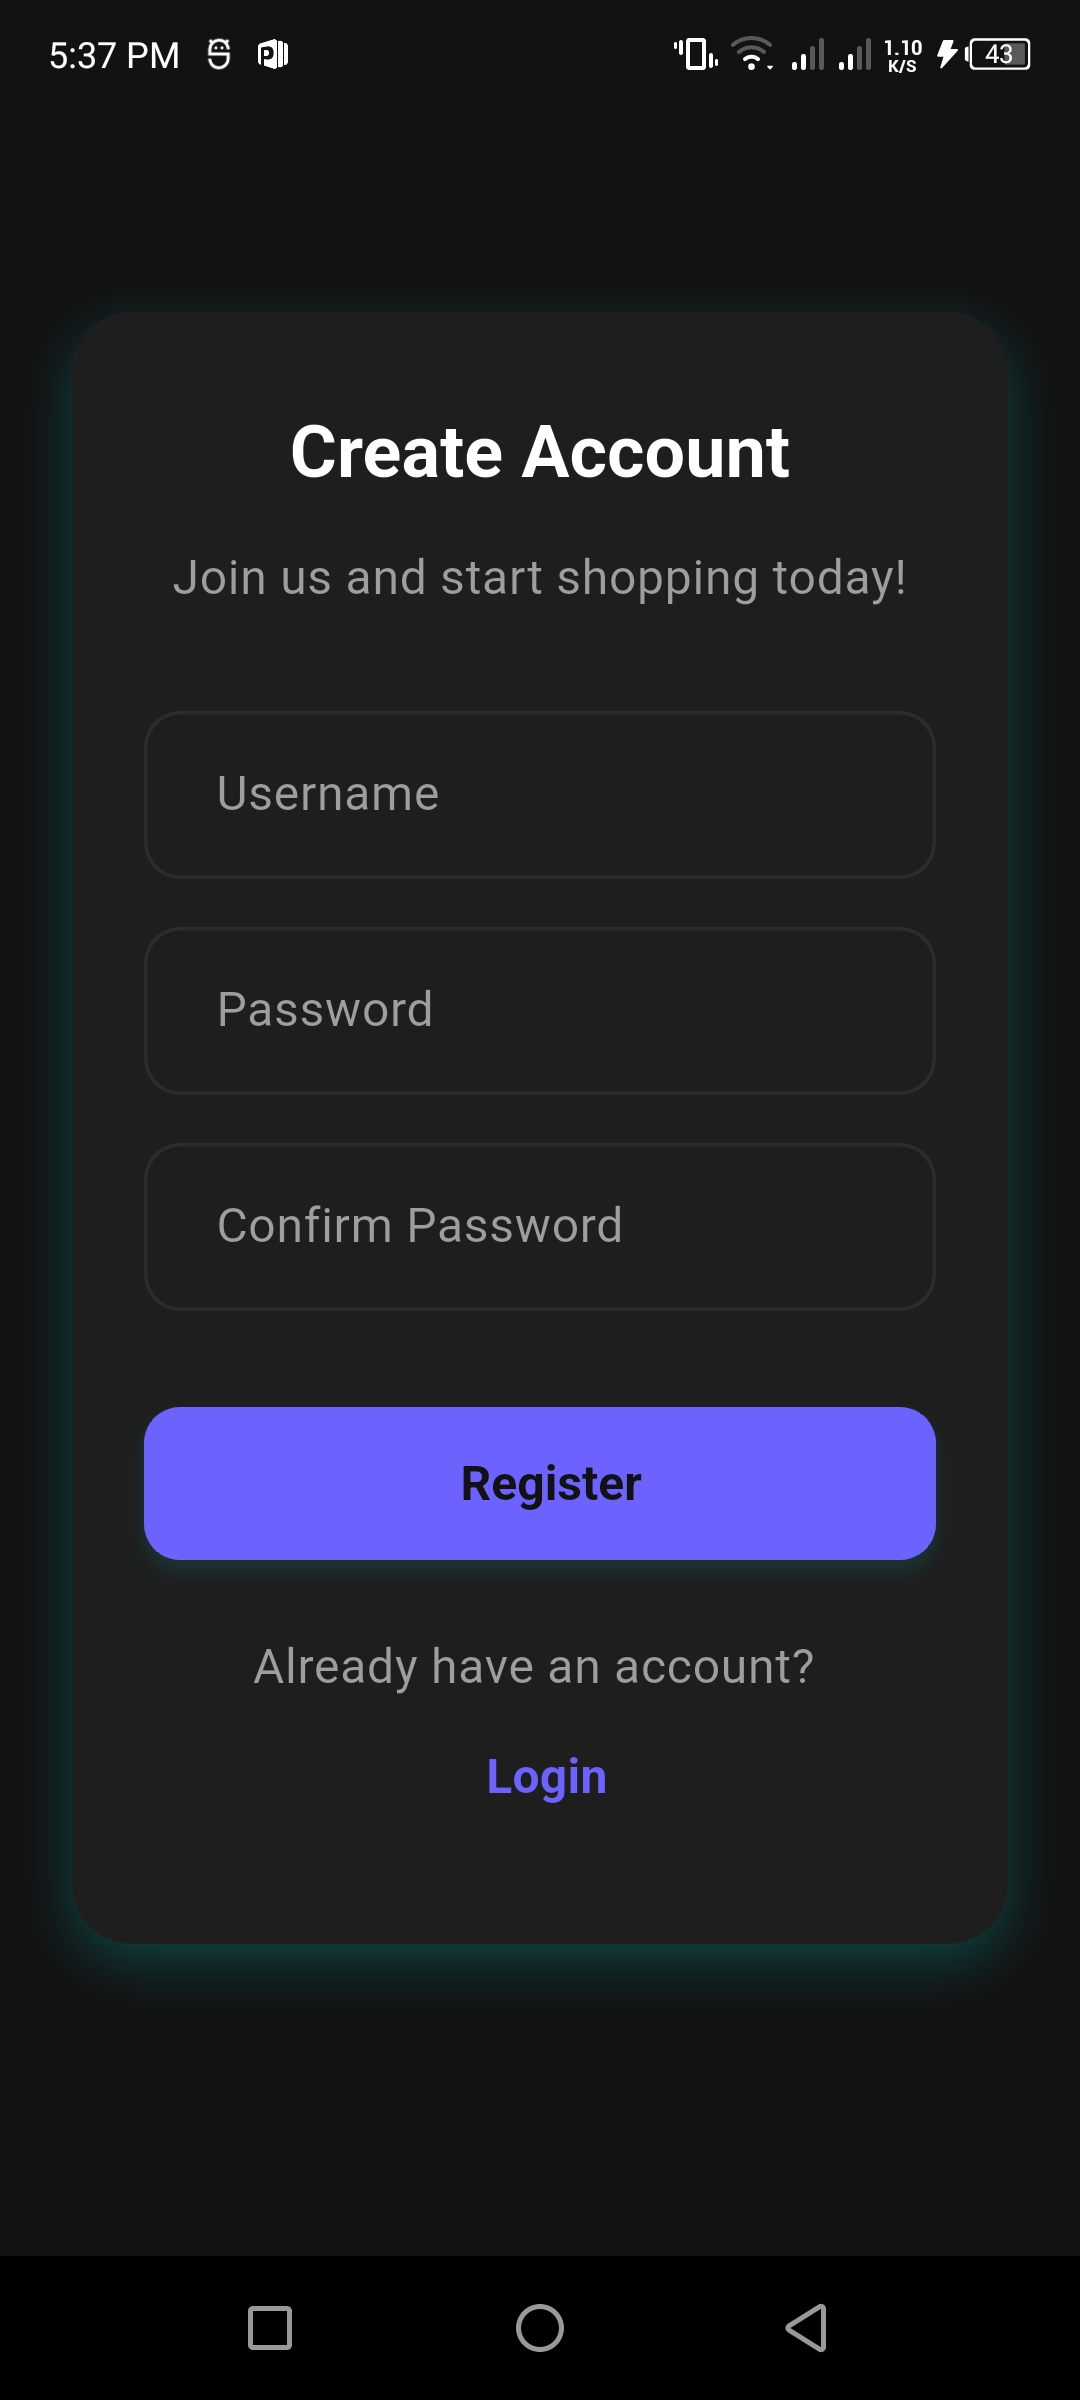 5:37 PM 1.10 K/S 43
Create Account
Join us and start shopping today!
Username
Password
Confirm Password
Register
Already have an account?
Login